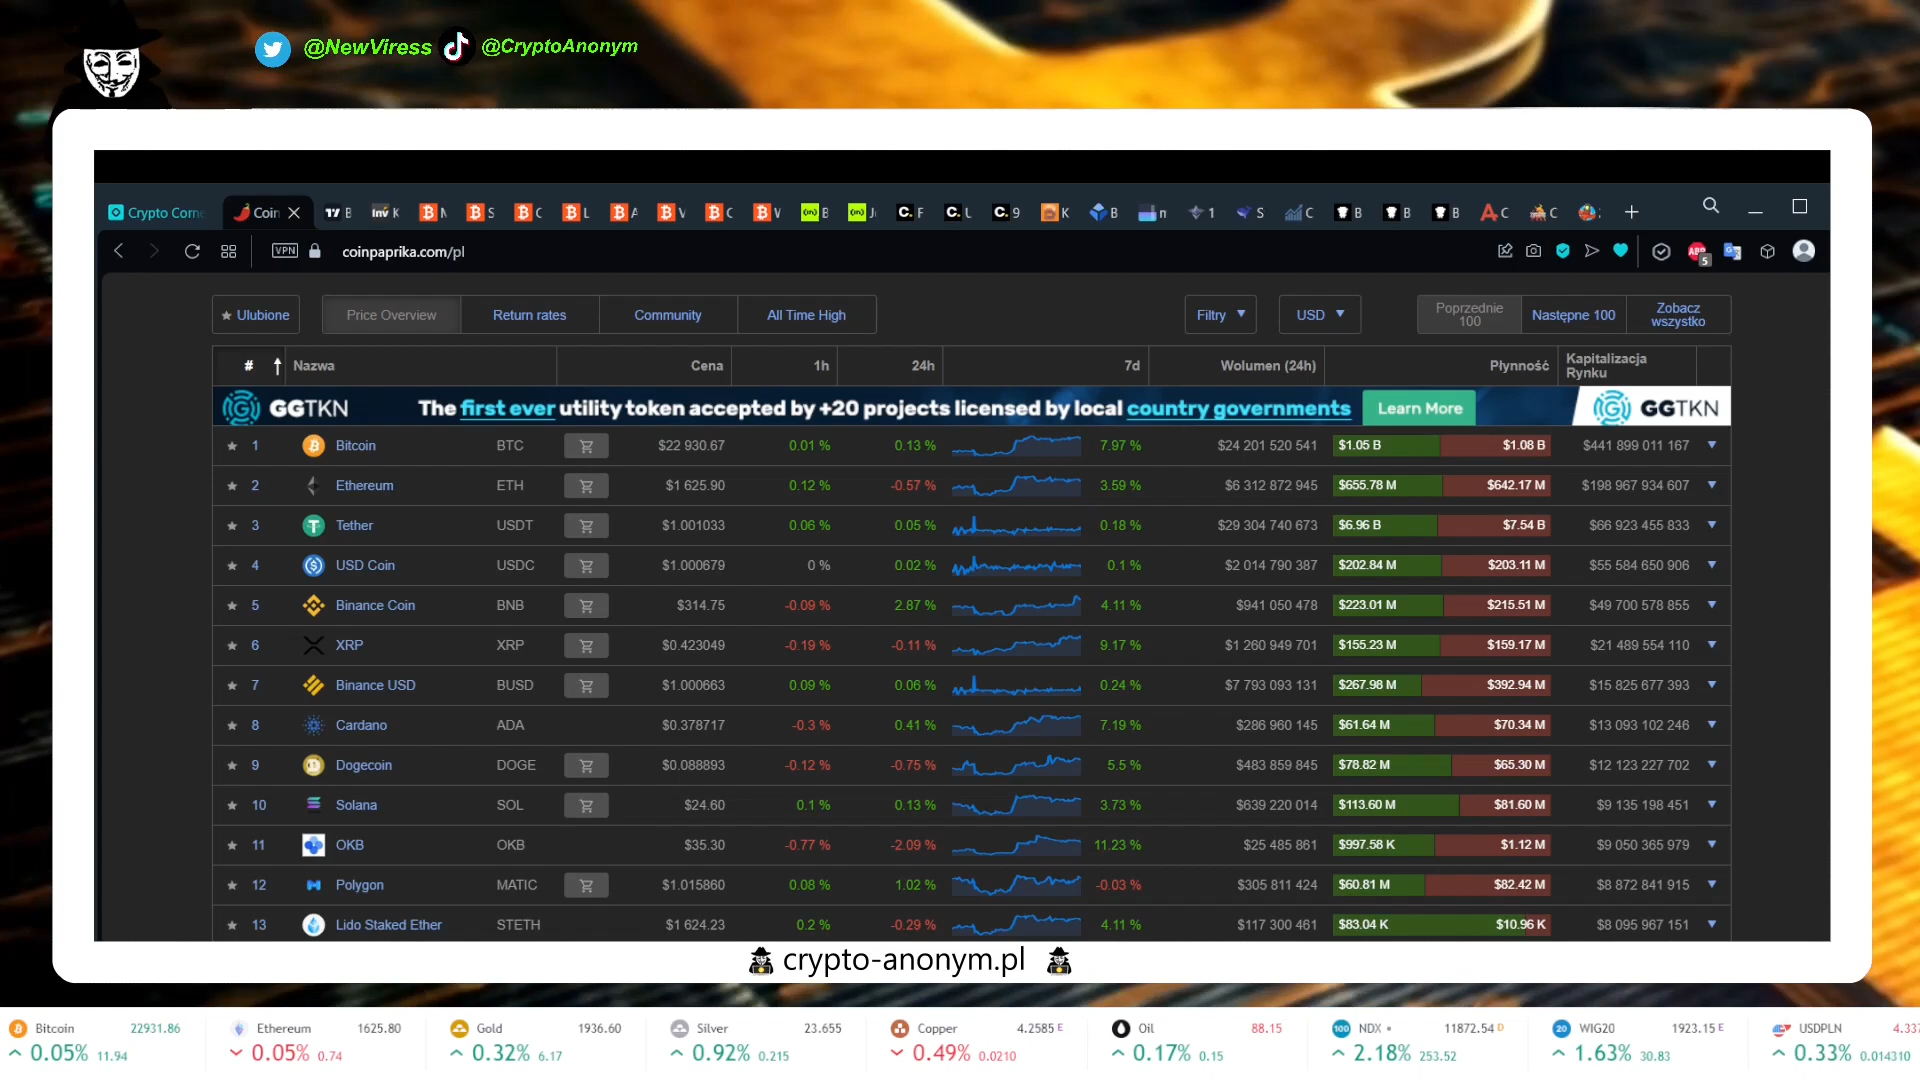 @NewViress @CryptoAnonym
Crypto Corne Coin B Inv K N S C L A V C V (in) B (in) J C. F C. L C. 9 K B n 1 S C B B B C C
VPN coinpaprika.com/pl 5
Ulubione Price Overview Return rates Community All Time High Filtry USD Poprzednie 100 Następne 100 Zobacz wszystko
# Nazwa Cena 1h 24h 7d Wolumen (24h) Płynność Kapitalizacja Rynku
GGTKN The first ever utility token accepted by +20 projects licensed by local country governments Learn More GGTKN
1 Bitcoin BTC $22 930.67 0.01 % 0.13 % 7.97 % $24 201 520 541 $1.05 B $1.08 B $441 899 011 167
2 Ethereum ETH $1 625.90 0.12 % -0.57 % 3.59 % $6 312 872 945 $655.78 M $642.17 M $198 967 934 607
3 Tether USDT $1.001033 0.06 % 0.05 % 0.18 % $29 304 740 673 $6.96 B $7.54 B $66 923 455 833
4 USD Coin USDC $1.000679 0 % 0.02 % 0.1 % $2 014 790 387 $202.84 M $203.11 M $55 584 650 906
5 Binance Coin BNB $314.75 -0.09 % 2.87 % 4.11 % $941 050 478 $223.01 M $215.51 M $49 700 578 855
6 XRP XRP $0.423049 -0.19 % -0.11 % 9.17 % $1 260 949 701 $155.23 M $159.17 M $21 489 554 110
7 Binance USD BUSD $1.000663 0.09 % 0.06 % 0.24 % $7 793 093 131 $267.98 M $392.94 M $15 825 677 393
8 Cardano ADA $0.378717 -0.3 % 0.41 % 7.19 % $286 960 145 $61.64 M $70.34 M $13 093 102 246
9 Dogecoin DOGE $0.088893 -0.12 % -0.75 % 5.5 % $483 859 845 $78.82 M $65.30 M $12 123 227 702
10 Solana SOL $24.60 0.1 % 0.13 % 3.73 % $639 220 014 $113.60 M $81.60 M $9 135 198 451
11 OKB OKB $35.30 -0.77 % -2.09 % 11.23 % $25 485 861 $997.58 K $1.12 M $9 050 365 979
12 Polygon MATIC $1.015860 0.08 % 1.02 % -0.03 % $305 811 424 $60.81 M $82.42 M $8 872 841 915
13 Lido Staked Ether STETH $1 624.23 0.2 % -0.29 % 4.11 % $117 300 461 $83.04 K $10.96 K $8 095 967 151
crypto-anonym.pl
Bitcoin 22931.86 Ethereum 1625.80 Gold 1936.60 Silver 23.655 Copper 4.2585 E Oil 88.15 100 NDX 11872.54 D 20 WIG20 1923.15 E USDPLN 4.337
0.05% 11.94 0.05% 0.74 0.32% 6.17 0.92% 0.215 0.49% 0.0210 0.17% 0.15 2.18% 253.52 1.63% 30.83 0.33% 0.014310